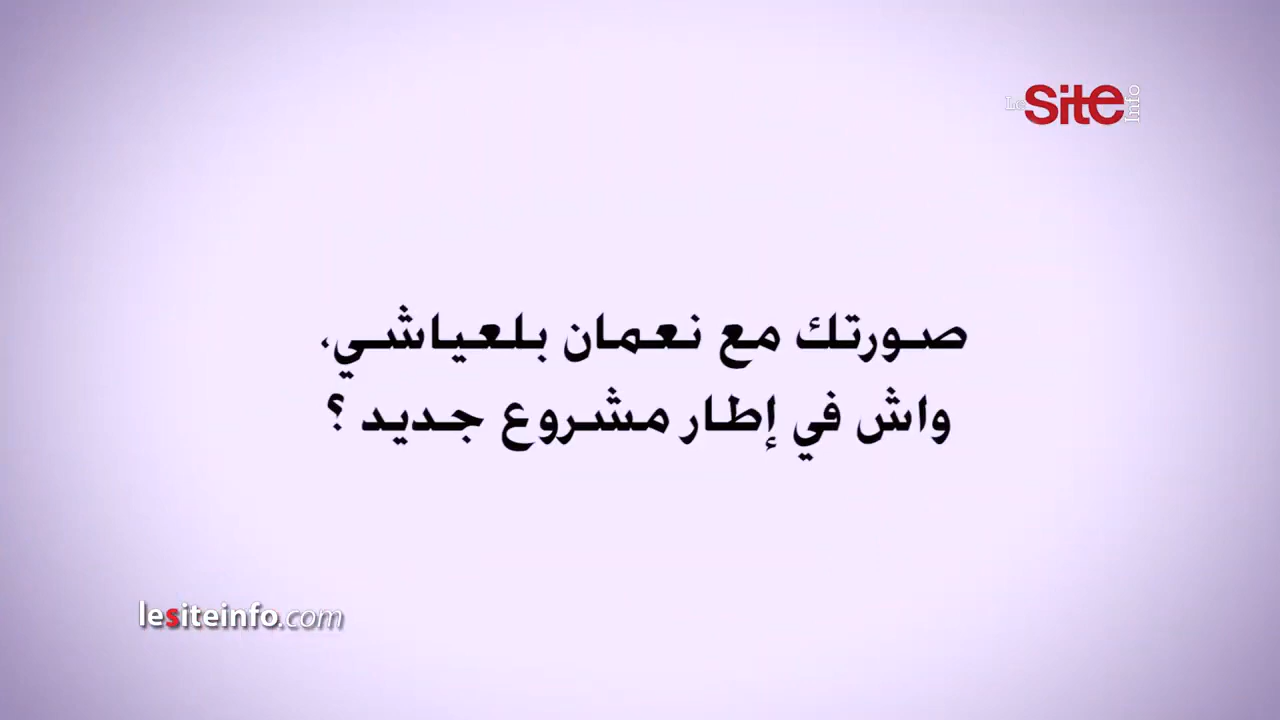 Le Site Info
صورتك مع نعمان بلعياشي،
واش في إطار مشروع جديد ؟
lesiteinfo.com